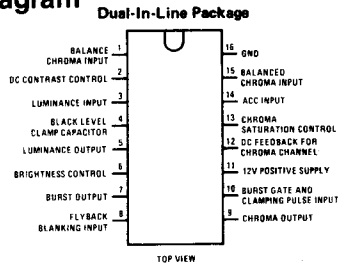 agram
Dual-In-Line Package
BALANCE
CHROMA INPUT
1
DC CONTRAST CONTROL
2
LUMINANCE INPUT
3
BLACK LEVEL
CLAMP CAPACITOR
4
LUMINANCE OUTPUT
5
BRIGHTNESS CONTROL
6
BURST OUTPUT
7
FLYBACK
BLANKING INPUT
8
16
GND
15
BALANCED
CHROMA INPUT
14
ACC INPUT
13
CHROMA
SATURATION CONTROL
12
DC FEEDBACK FOR
CHROMA CHANNEL
11
12V POSITIVE SUPPLY
10
BURST GATE AND
CLAMPING PULSE INPUT
9
CHROMA OUTPUT
TOP VIEW